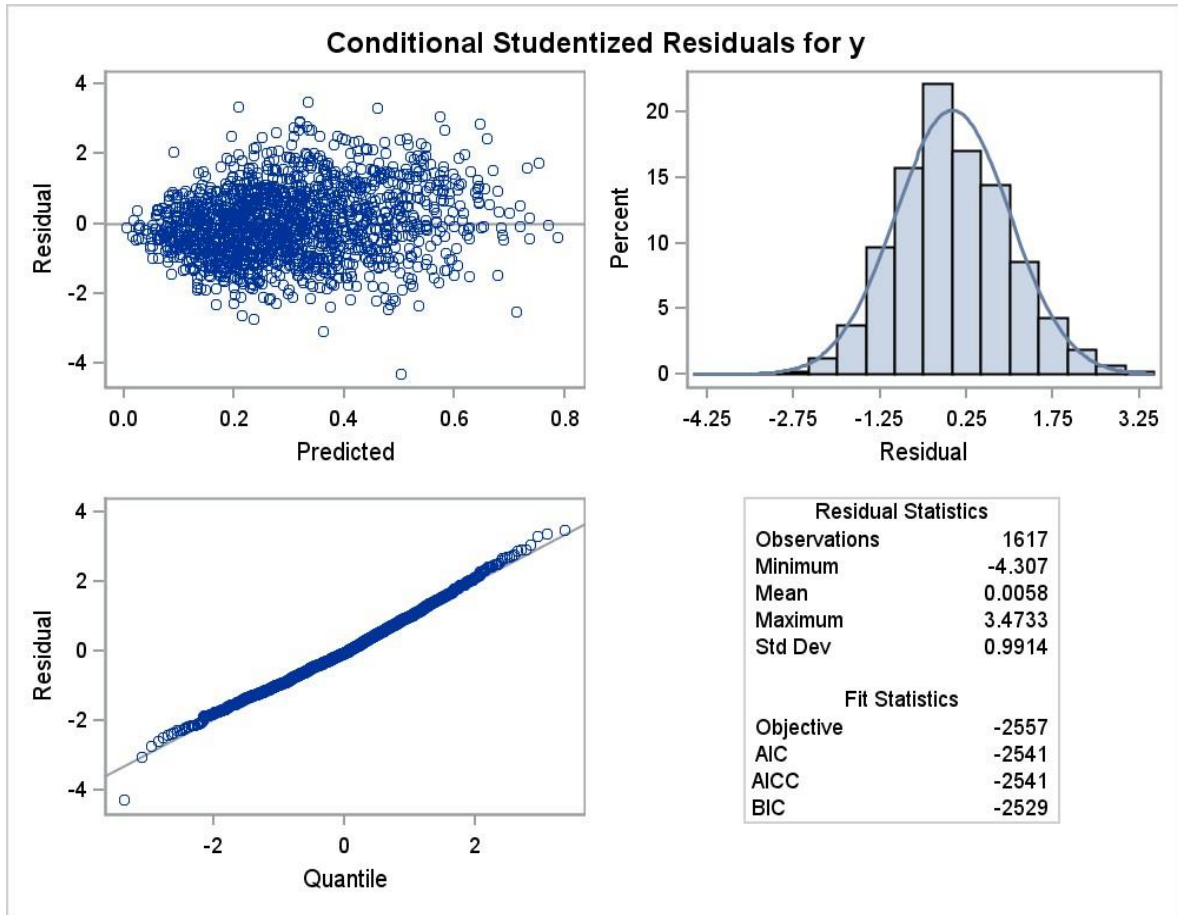 Conditional Studentized Residuals for y
4
2
0
-2
-4
Residual
0.0 0.2 0.4 0.6 0.8
Predicted
20
15
10
5
0
Percent
-4.25 -2.75 -1.25 0.25 1.75 3.25
Residual
4
2
0
-2
-4
Residual
-2 0 2
Quantile
Residual Statistics
Observations 1617
Minimum -4.307
Mean 0.0058
Maximum 3.4733
Std Dev 0.9914
Fit Statistics
Objective -2557
AIC -2541
AICC -2541
BIC -2529